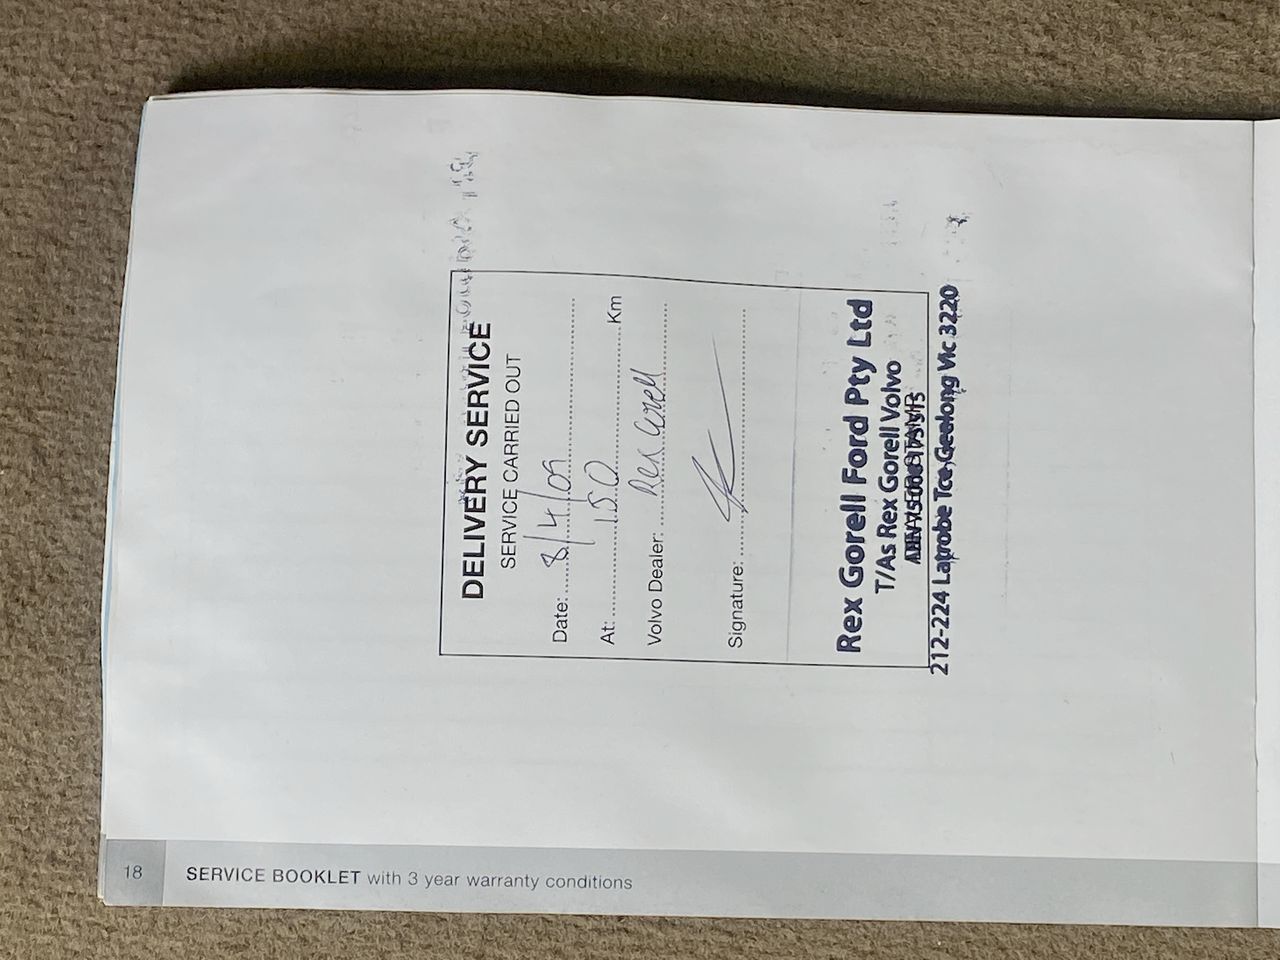 DELIVERY SERVICE
SERVICE CARRIED OUT
Date: 8/4/09
At: 150 Km
Volvo Dealer: Rex Gorell
Signature:
Rex Gorell Ford Pty Ltd
T/As Rex Gorell Volvo
212-224 Latrobe Tce Geelong Vic 3220
18
SERVICE BOOKLET with 3 year warranty conditions